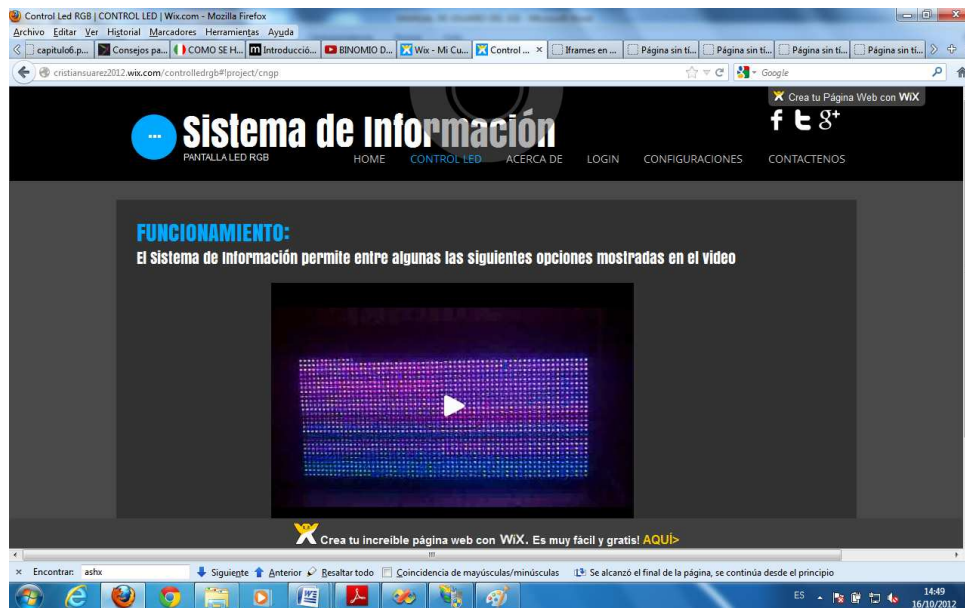 Control Led RGB | CONTROL LED | Wix.com - Mozilla Firefox
Archivo Editar Ver Historial Marcadores Herramientas Ayuda
capitulo6.p... Consejos pa... COMO SE H... Introducció... BINOMIO D... Wix - Mi Cu... Control ... × Iframes en ... Página sin tí... Página sin tí... Página sin tí... Página sin tí...
cristiansuarez2012.wix.com/controlledrgb#!project/cngp Google
Crea tu Página Web con WiX
Sistema de Información
PANTALLA LED RGB
HOME CONTROL LED ACERCA DE LOGIN CONFIGURACIONES CONTACTENOS
FUNCIONAMIENTO:
El Sistema de Información permite entre algunas las siguientes opciones mostradas en el video
Crea tu increible página web con WiX. Es muy fácil y gratis! AQUÍ>
× Encontrar: ashx Siguiente Anterior Resaltar todo Coincidencia de mayúsculas/minúsculas Se alcanzó el final de la página, se continúa desde el principio
ES 14:49
16/10/2012